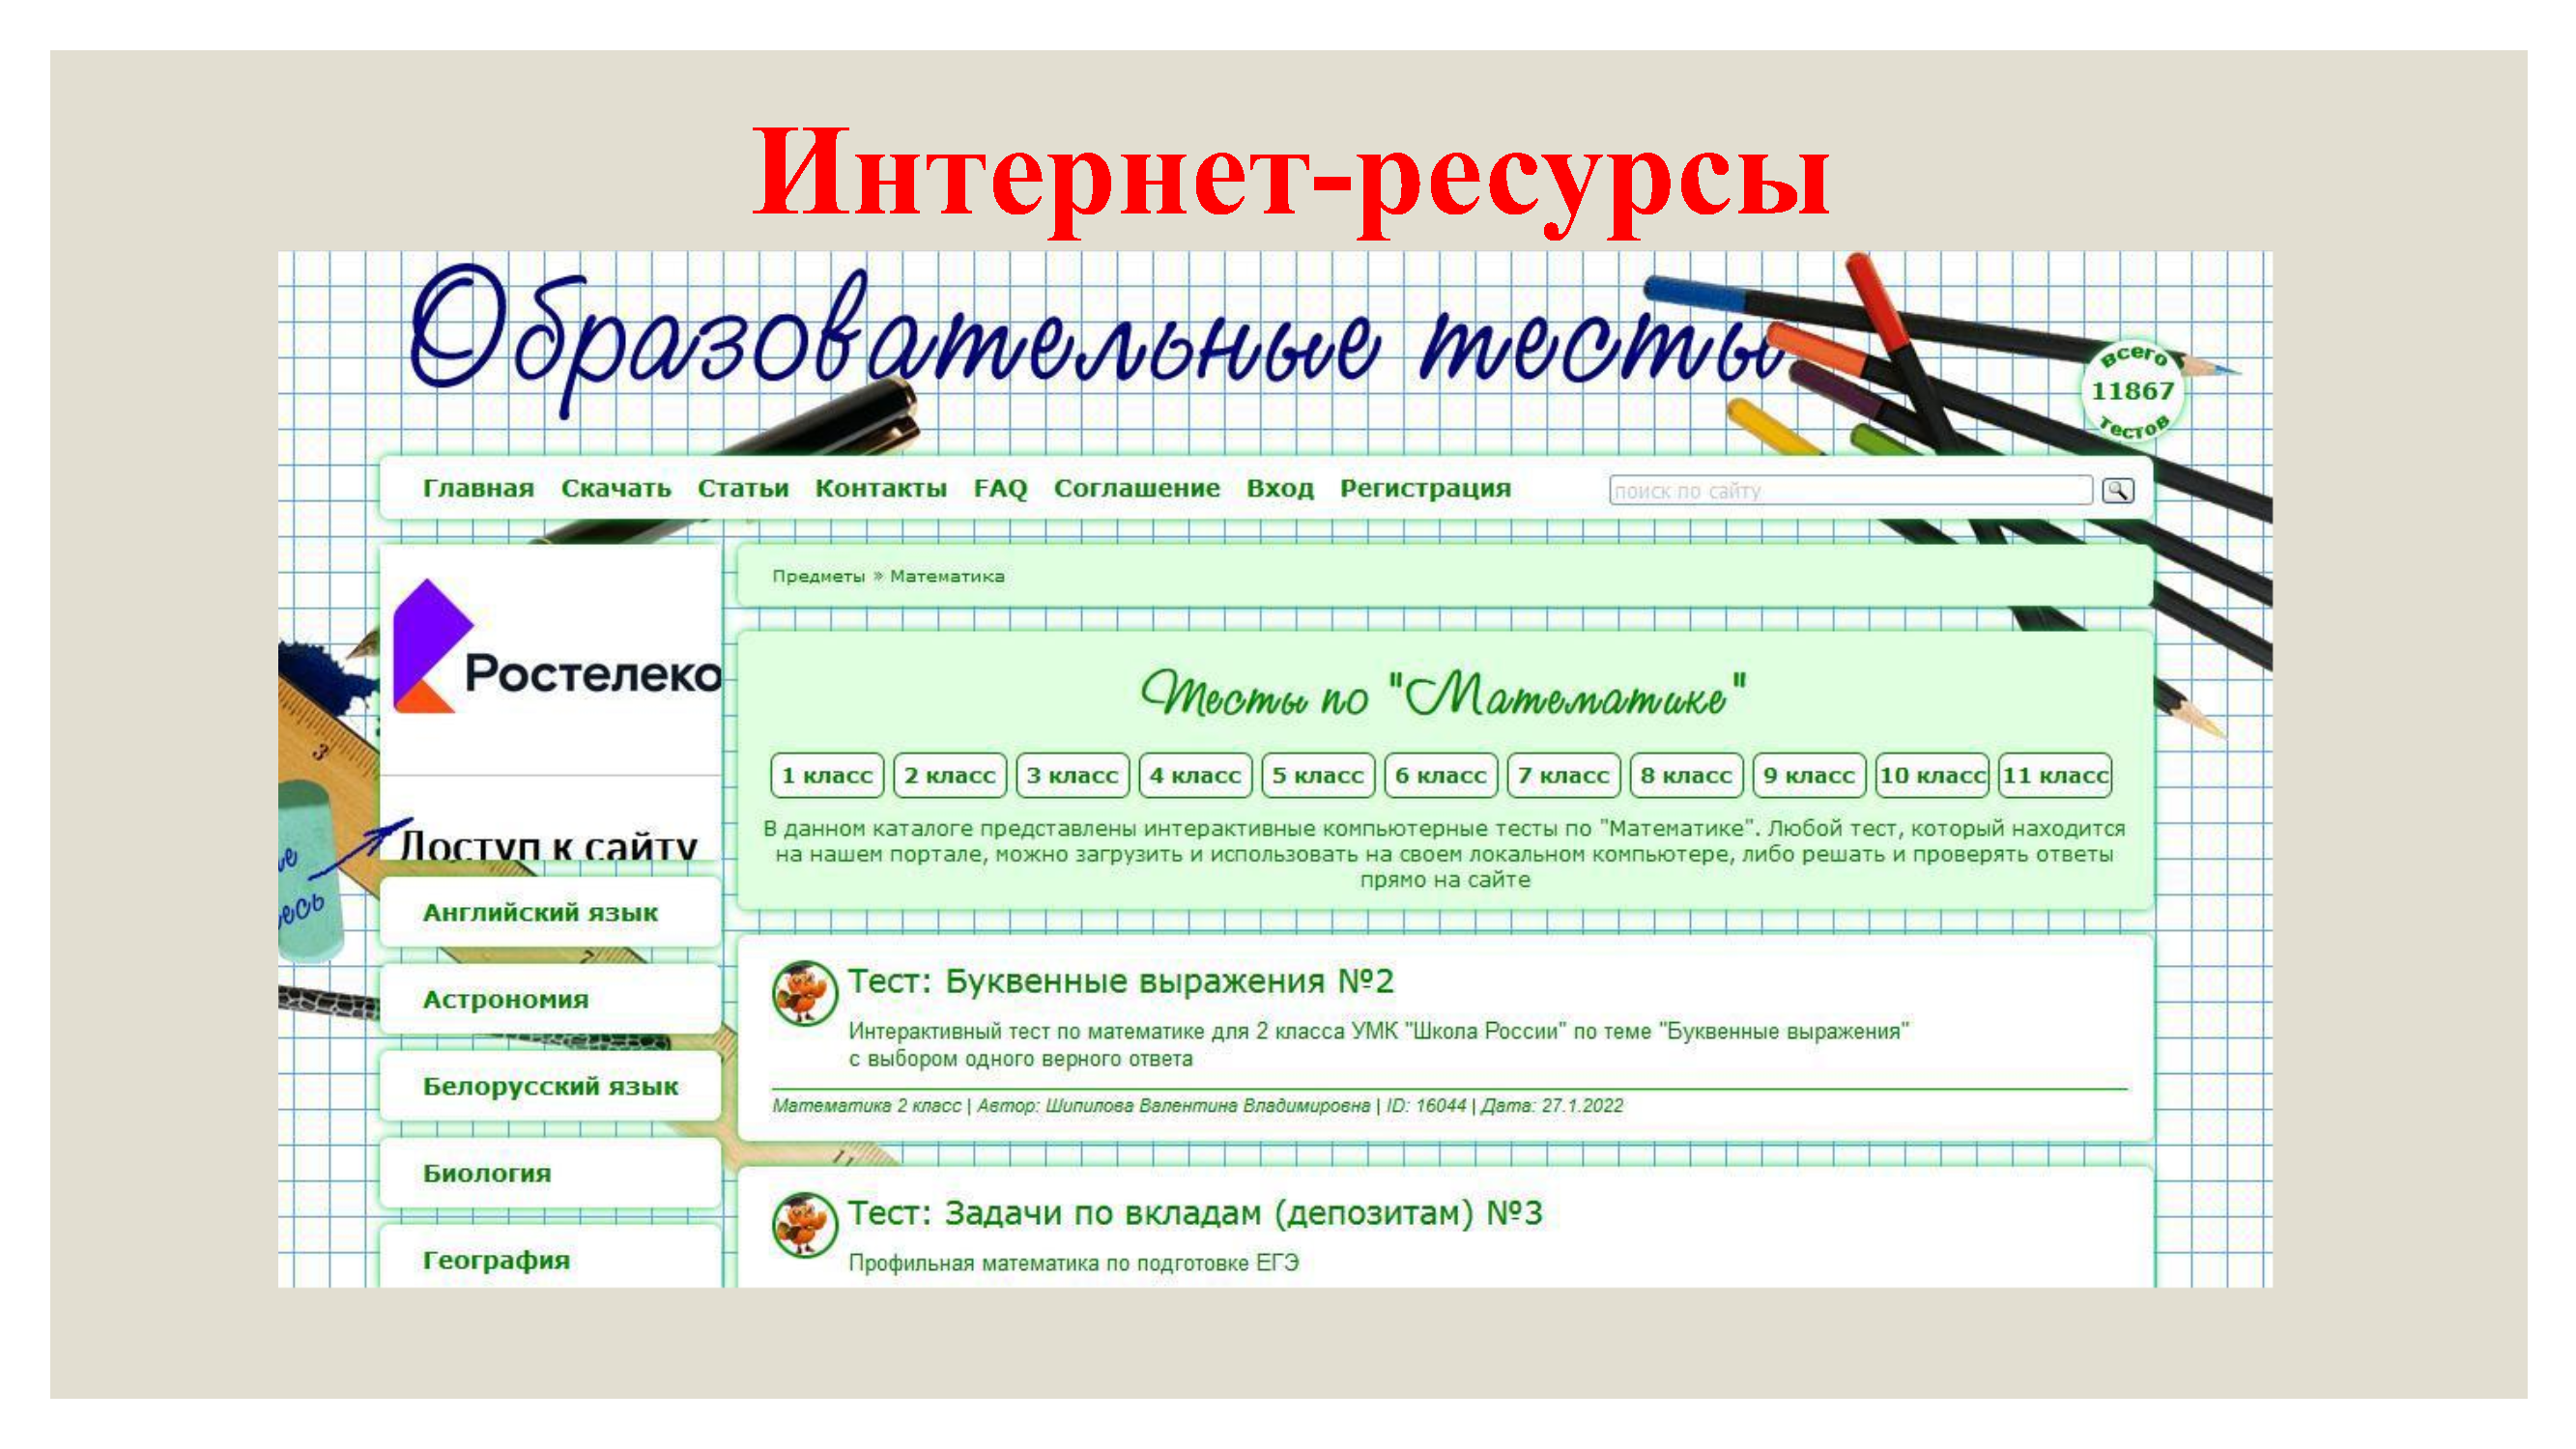 Интернет-ресурсы
Образовательные тесты
всего
11867
тестов
Главная Скачать Статьи Контакты FAQ Соглашение Вход Регистрация поиск по сайту
Предметы » Математика
Ростелеко
Тесты по "Математике"
3
1 класс 2 класс 3 класс 4 класс 5 класс 6 класс 7 класс 8 класс 9 класс 10 класс 11 класс
В данном каталоге представлены интерактивные компьютерные тесты по "Математике". Любой тест, который находится
на нашем портале, можно загрузить и использовать на своем локальном компьютере, либо решать и проверять ответы
прямо на сайте
Доступ к сайту
Английский язык
Астрономия
Белорусский язык
Биология
География
Тест: Буквенные выражения №2
Интерактивный тест по математике для 2 класса УМК "Школа России" по теме "Буквенные выражения"
с выбором одного верного ответа
Математика 2 класс | Автор: Шипилова Валентина Владимировна | ID: 16044 | Дата: 27.1.2022
11
Тест: Задачи по вкладам (депозитам) №3
Профильная математика по подготовке ЕГЭ